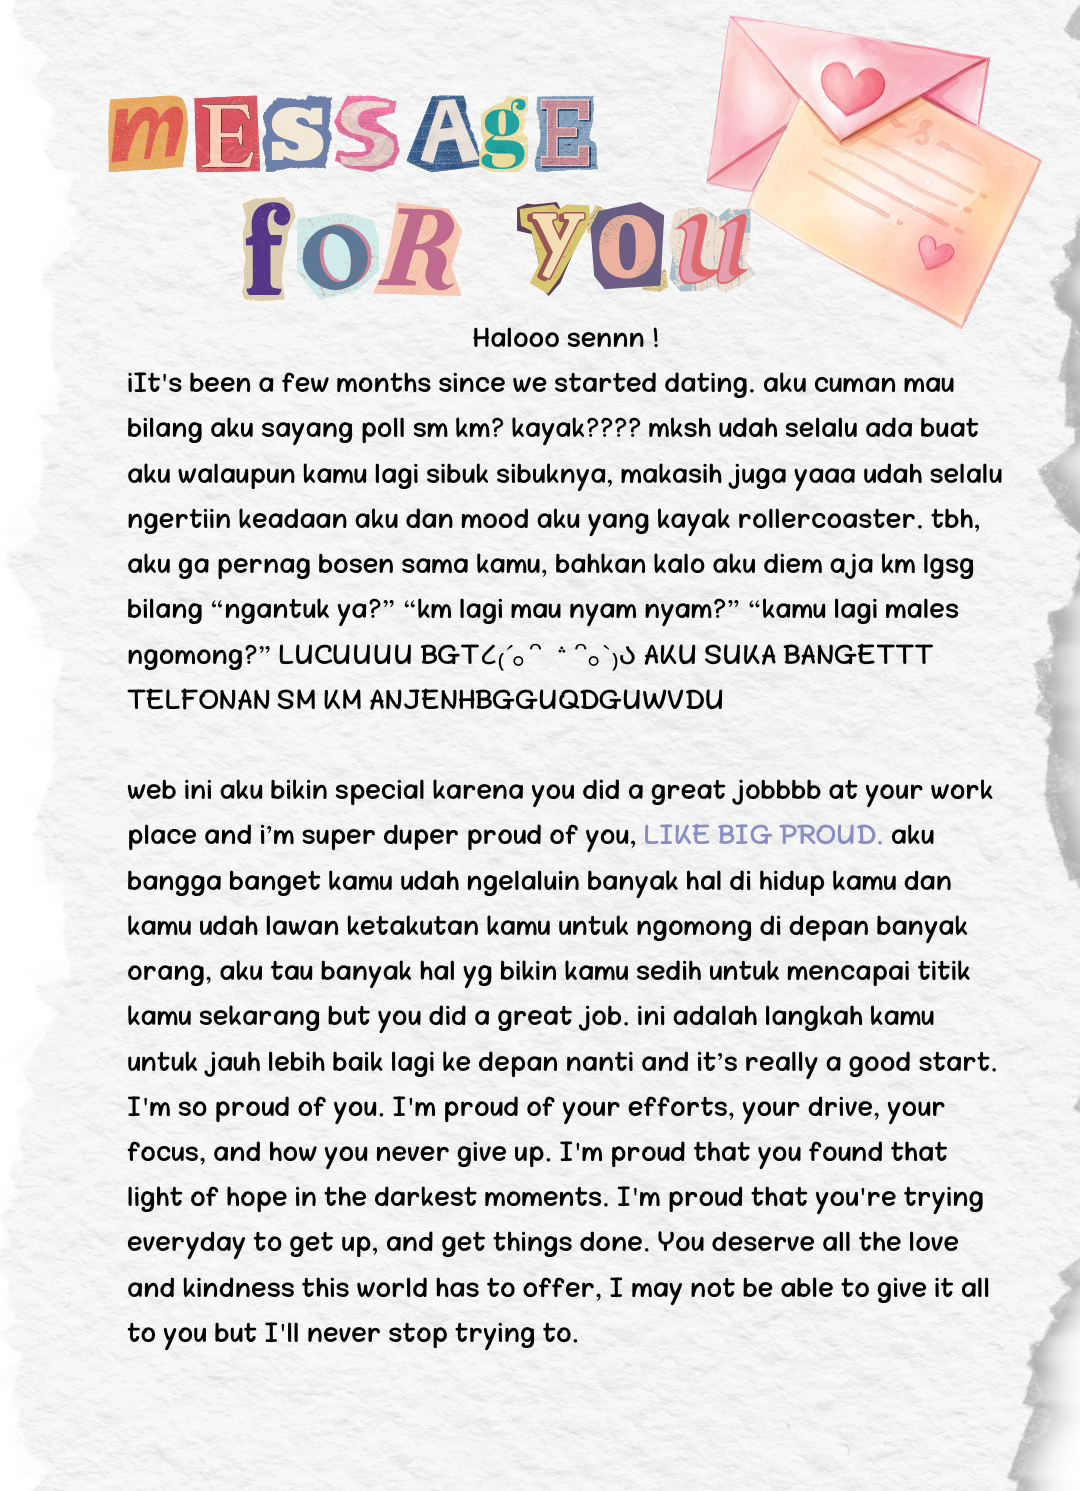 mESSAgE
foR you
Halooo sennn !
iIt's been a few months since we started dating. aku cuman mau
bilang aku sayang poll sm km? kayak???? mksh udah selalu ada buat
aku walaupun kamu lagi sibuk sibuknya, makasih juga yaaa udah selalu
ngertiin keadaan aku dan mood aku yang kayak rollercoaster. tbh,
aku ga pernag bosen sama kamu, bahkan kalo aku diem aja km lgsg
bilang “ngantuk ya?” “km lagi mau nyam nyam?” “kamu lagi males
ngomong?” LUCUUUU BGT૮₍´˳ᵔ ༝ ᵔ˳`₎ა AKU SUKA BANGETTT
TELFONAN SM KM ANJENHBGGUQDGUWVDU
web ini aku bikin special karena you did a great jobbbb at your work
place and i’m super duper proud of you, LIKE BIG PROUD. aku
bangga banget kamu udah ngelaluin banyak hal di hidup kamu dan
kamu udah lawan ketakutan kamu untuk ngomong di depan banyak
orang, aku tau banyak hal yg bikin kamu sedih untuk mencapai titik
kamu sekarang but you did a great job. ini adalah langkah kamu
untuk jauh lebih baik lagi ke depan nanti and it’s really a good start.
I'm so proud of you. I'm proud of your efforts, your drive, your
focus, and how you never give up. I'm proud that you found that
light of hope in the darkest moments. I'm proud that you're trying
everyday to get up, and get things done. You deserve all the love
and kindness this world has to offer, I may not be able to give it all
to you but I'll never stop trying to.